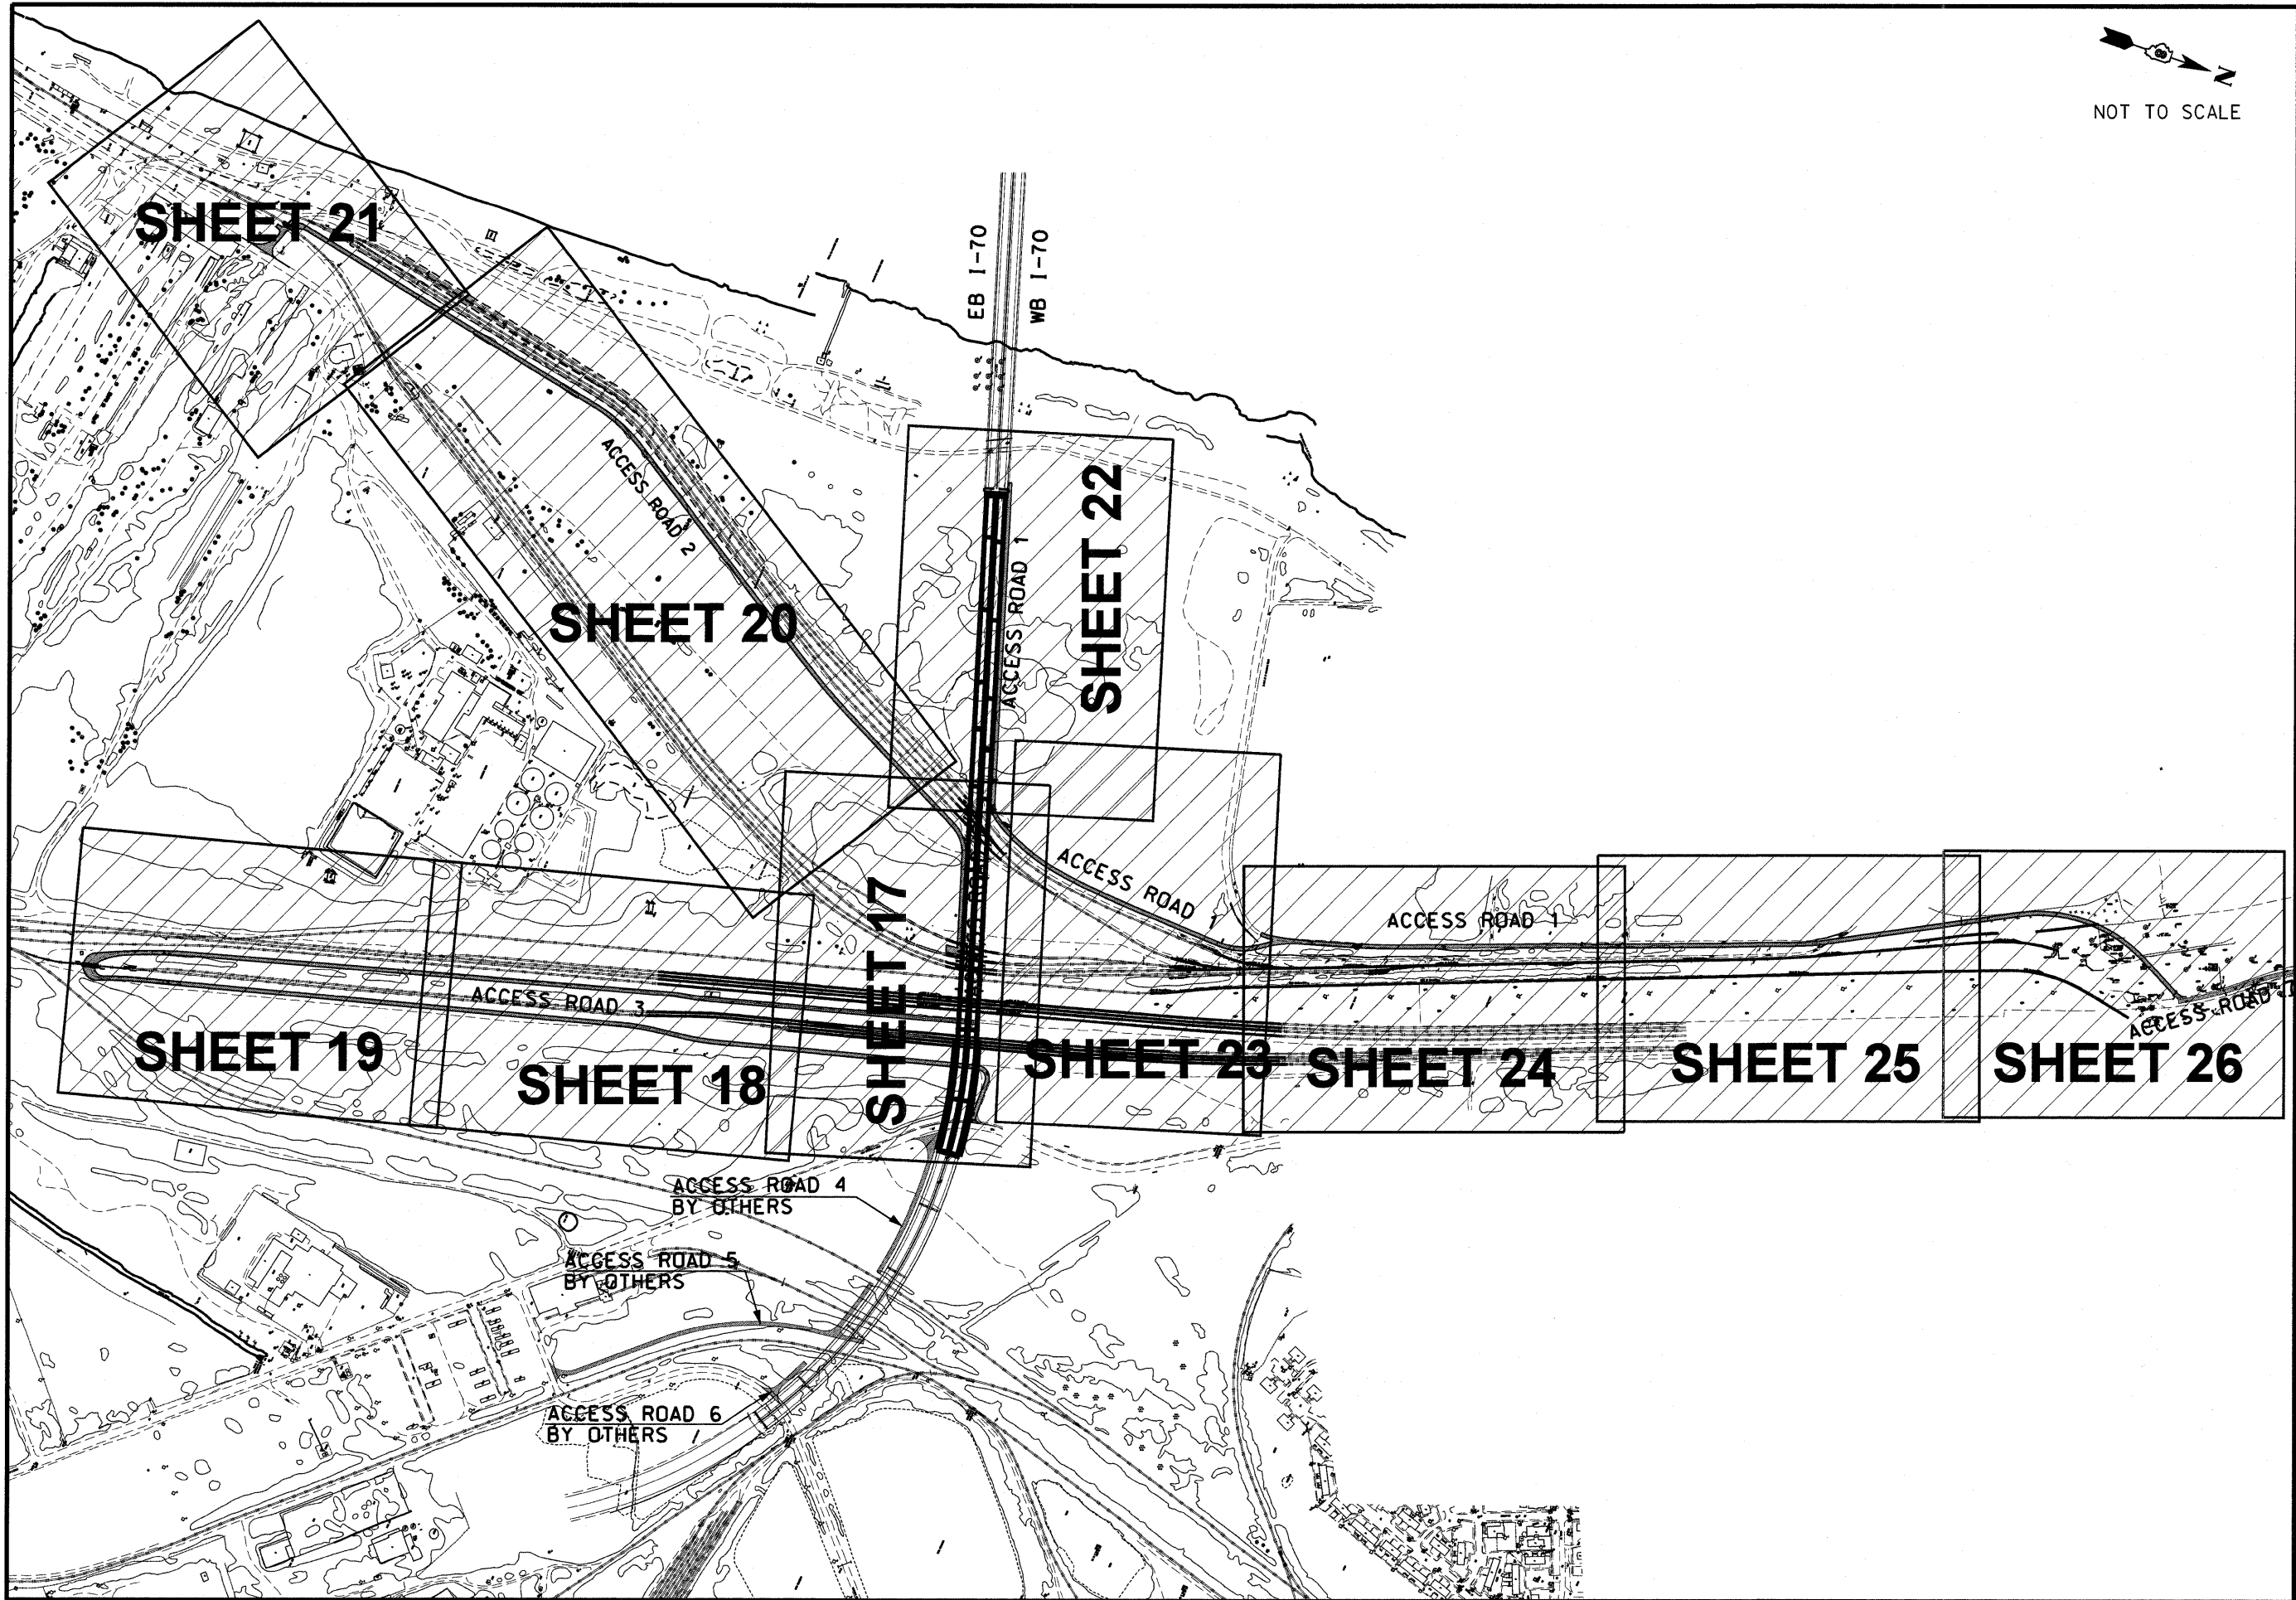 N
NOT TO SCALE
SHEET 21
EB I-70
WB I-70
ACCESS ROAD 2
SHEET 22
ACCESS ROAD 1
SHEET 20
ACCESS ROAD 1
ACCESS ROAD 1
SHEET 17
ACCESS ROAD 3
ACCESS ROAD
SHEET 19
SHEET 18
SHEET 23
SHEET 24
SHEET 25
SHEET 26
ACCESS ROAD 4
BY OTHERS
ACCESS ROAD 5
BY OTHERS
ACCESS ROAD 6
BY OTHERS